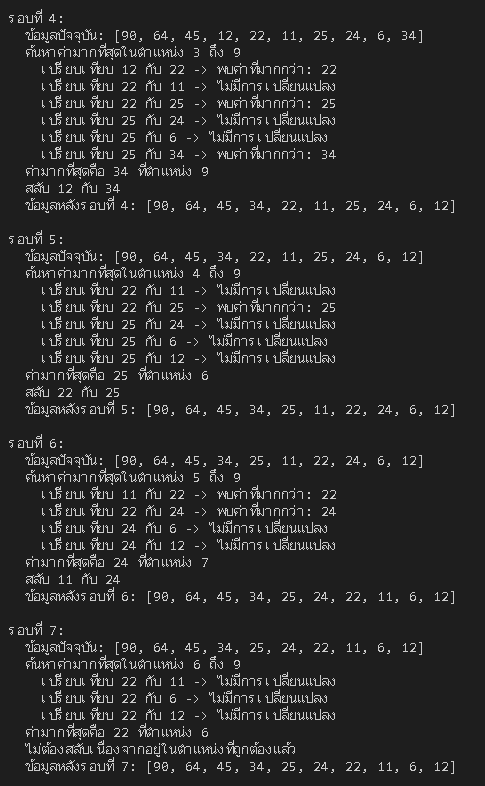 รอบที่ 4:
ข้อมูลปัจจุบัน: [90, 64, 45, 12, 22, 11, 25, 24, 6, 34]
ค้นหาค่ามากที่สุดในตำแหน่ง 3 ถึง 9
เปรียบเทียบ 12 กับ 22 -> พบค่าที่มากกว่า: 22
เปรียบเทียบ 22 กับ 11 -> ไม่มีการเปลี่ยนแปลง
เปรียบเทียบ 22 กับ 25 -> พบค่าที่มากกว่า: 25
เปรียบเทียบ 25 กับ 24 -> ไม่มีการเปลี่ยนแปลง
เปรียบเทียบ 25 กับ 6 -> ไม่มีการเปลี่ยนแปลง
เปรียบเทียบ 25 กับ 34 -> พบค่าที่มากกว่า: 34
ค่ามากที่สุดคือ 34 ที่ตำแหน่ง 9
สลับ 12 กับ 34
ข้อมูลหลังรอบที่ 4: [90, 64, 45, 34, 22, 11, 25, 24, 6, 12]
รอบที่ 5:
ข้อมูลปัจจุบัน: [90, 64, 45, 34, 22, 11, 25, 24, 6, 12]
ค้นหาค่ามากที่สุดในตำแหน่ง 4 ถึง 9
เปรียบเทียบ 22 กับ 11 -> ไม่มีการเปลี่ยนแปลง
เปรียบเทียบ 22 กับ 25 -> พบค่าที่มากกว่า: 25
เปรียบเทียบ 25 กับ 24 -> ไม่มีการเปลี่ยนแปลง
เปรียบเทียบ 25 กับ 6 -> ไม่มีการเปลี่ยนแปลง
เปรียบเทียบ 25 กับ 12 -> ไม่มีการเปลี่ยนแปลง
ค่ามากที่สุดคือ 25 ที่ตำแหน่ง 6
สลับ 22 กับ 25
ข้อมูลหลังรอบที่ 5: [90, 64, 45, 34, 25, 11, 22, 24, 6, 12]
รอบที่ 6:
ข้อมูลปัจจุบัน: [90, 64, 45, 34, 25, 11, 22, 24, 6, 12]
ค้นหาค่ามากที่สุดในตำแหน่ง 5 ถึง 9
เปรียบเทียบ 11 กับ 22 -> พบค่าที่มากกว่า: 22
เปรียบเทียบ 22 กับ 24 -> พบค่าที่มากกว่า: 24
เปรียบเทียบ 24 กับ 6 -> ไม่มีการเปลี่ยนแปลง
เปรียบเทียบ 24 กับ 12 -> ไม่มีการเปลี่ยนแปลง
ค่ามากที่สุดคือ 24 ที่ตำแหน่ง 7
สลับ 11 กับ 24
ข้อมูลหลังรอบที่ 6: [90, 64, 45, 34, 25, 24, 22, 11, 6, 12]
รอบที่ 7:
ข้อมูลปัจจุบัน: [90, 64, 45, 34, 25, 24, 22, 11, 6, 12]
ค้นหาค่ามากที่สุดในตำแหน่ง 6 ถึง 9
เปรียบเทียบ 22 กับ 11 -> ไม่มีการเปลี่ยนแปลง
เปรียบเทียบ 22 กับ 6 -> ไม่มีการเปลี่ยนแปลง
เปรียบเทียบ 22 กับ 12 -> ไม่มีการเปลี่ยนแปลง
ค่ามากที่สุดคือ 22 ที่ตำแหน่ง 6
ไม่ต้องสลับเนื่องจากอยู่ในตำแหน่งที่ถูกต้องแล้ว
ข้อมูลหลังรอบที่ 7: [90, 64, 45, 34, 25, 24, 22, 11, 6, 12]